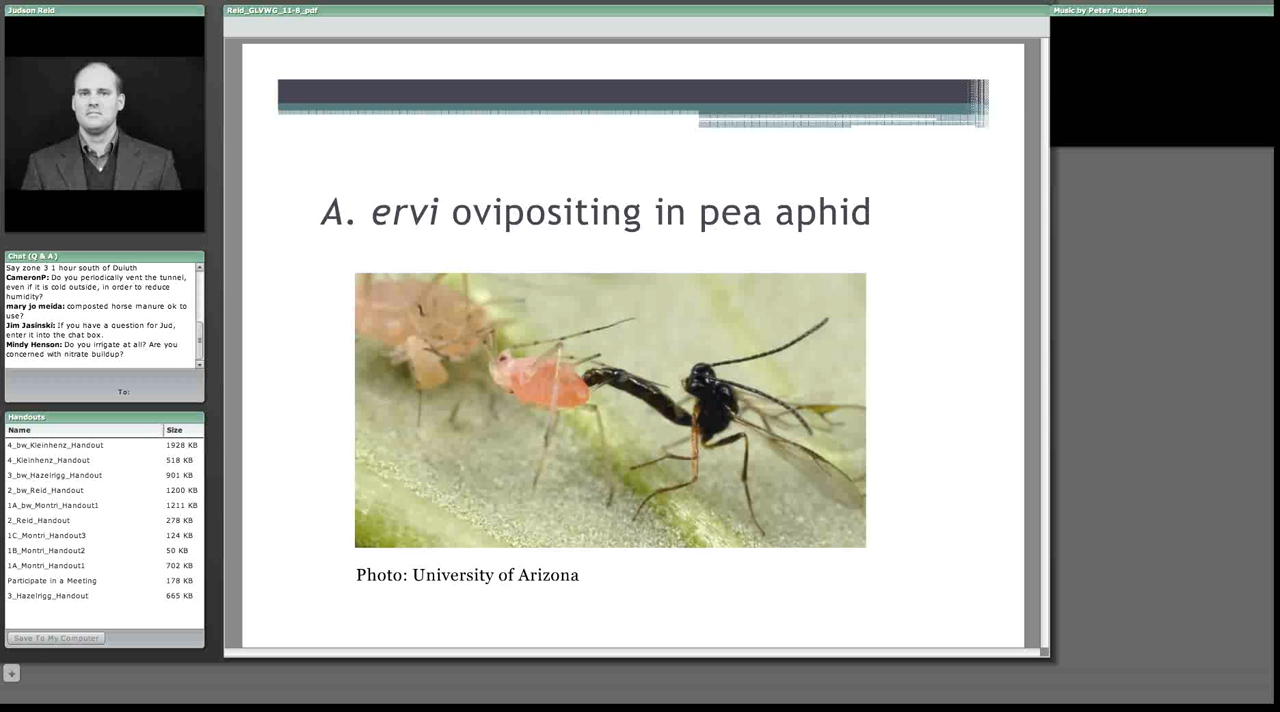 Judson Reid
Reid_GLVWG_11-8_pdf
Music by Peter Rudenko
A. ervi ovipositing in pea aphid
Photo: University of Arizona
Chat (Q & A)
Say zone 3 1 hour south of Duluth
CameronP: Do you periodically vent the tunnel,
even if it is cold outside, in order to reduce
humidity?
mary jo meida: composted horse manure ok to
use?
Jim Jasinski: If you have a question for Jud,
enter it into the chat box.
Mindy Henson: Do you irrigate at all? Are you
concerned with nitrate buildup?
To:
Handouts
Name Size
4_bw_Kleinhenz_Handout 1928 KB
4_Kleinhenz_Handout 518 KB
3_bw_Hazelrigg_Handout 901 KB
2_bw_Reid_Handout 1200 KB
1A_bw_Montri_Handout1 1211 KB
2_Reid_Handout 278 KB
1C_Montri_Handout3 124 KB
1B_Montri_Handout2 50 KB
1A_Montri_Handout1 702 KB
Participate in a Meeting 178 KB
3_Hazelrigg_Handout 665 KB
Save To My Computer